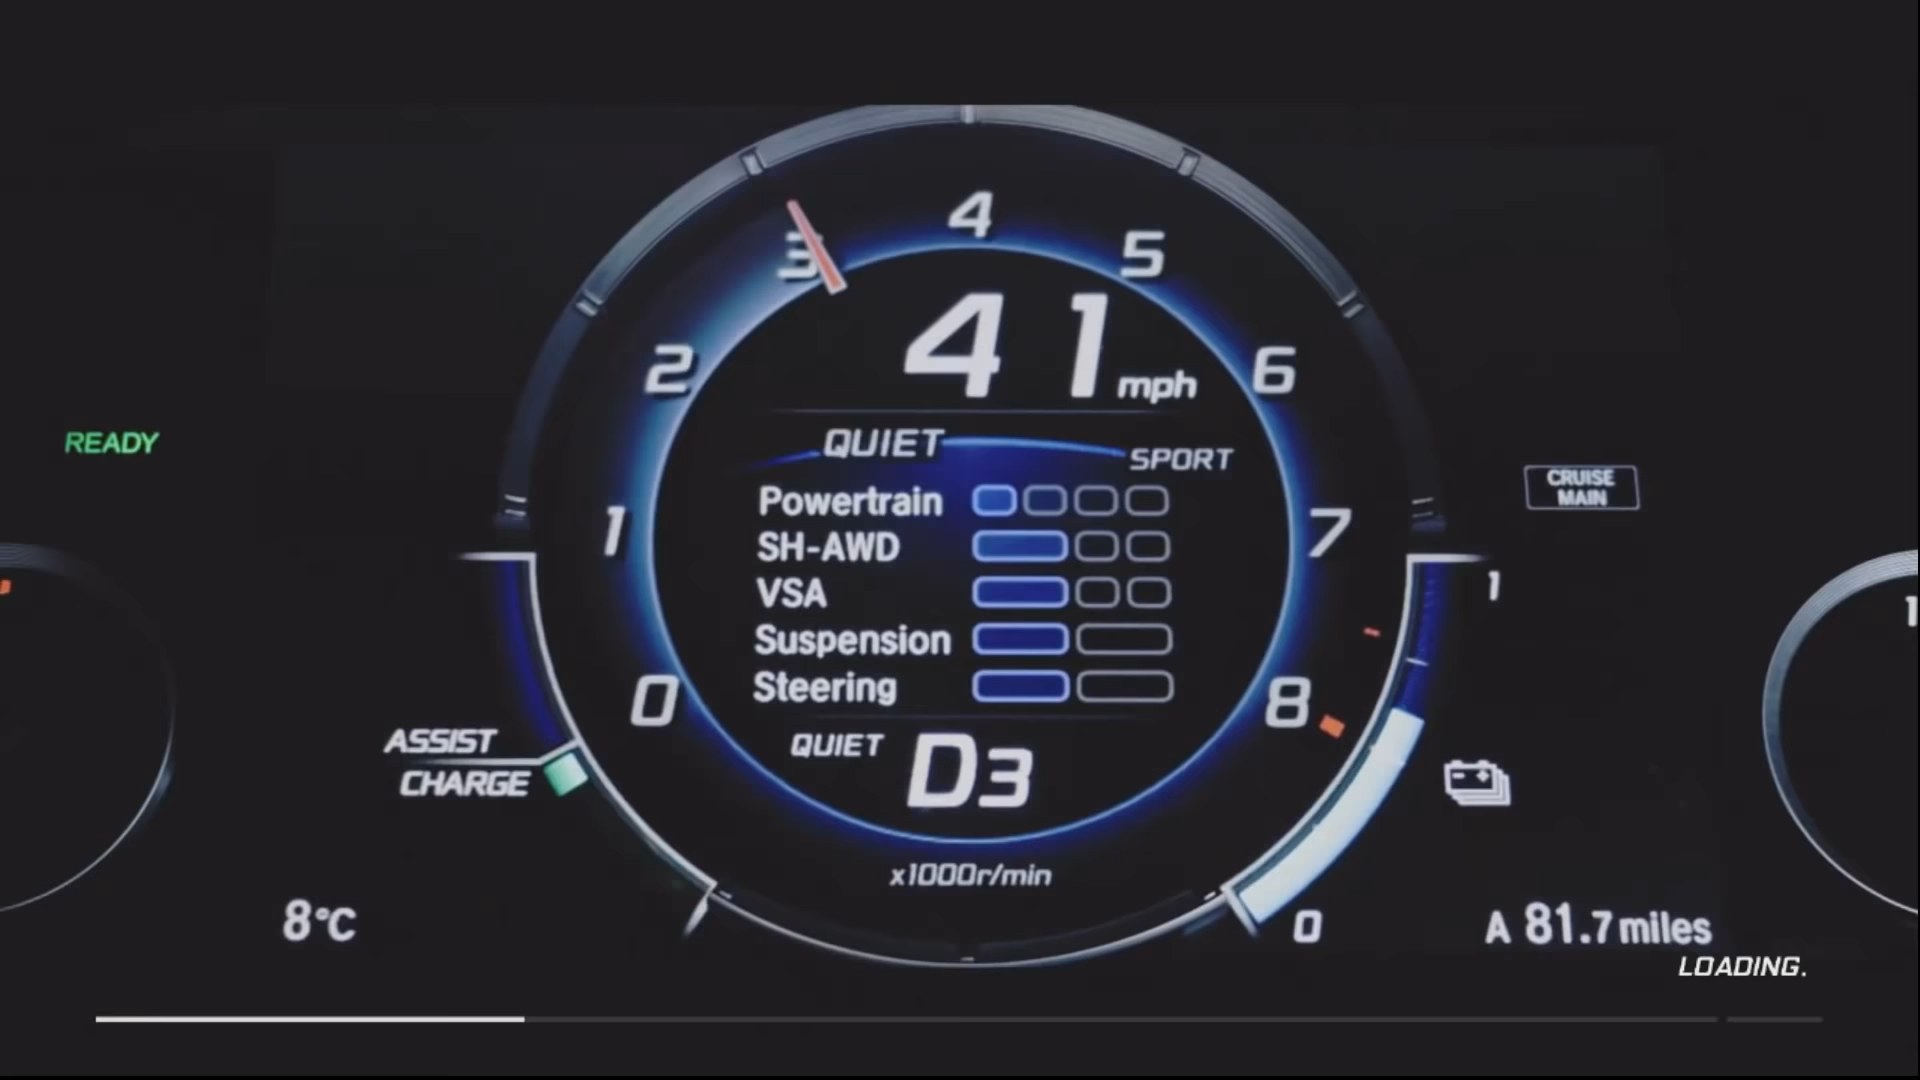 4
3
5
41 mph
2
6
QUIET
SPORT
READY
Powertrain
CRUISE
MAIN
1
SH-AWD
7
VSA
1
Suspension
Steering
0
8
ASSIST
QUIET D3
CHARGE
x1000r/min
8°C
0
A 81.7 miles
LOADING.